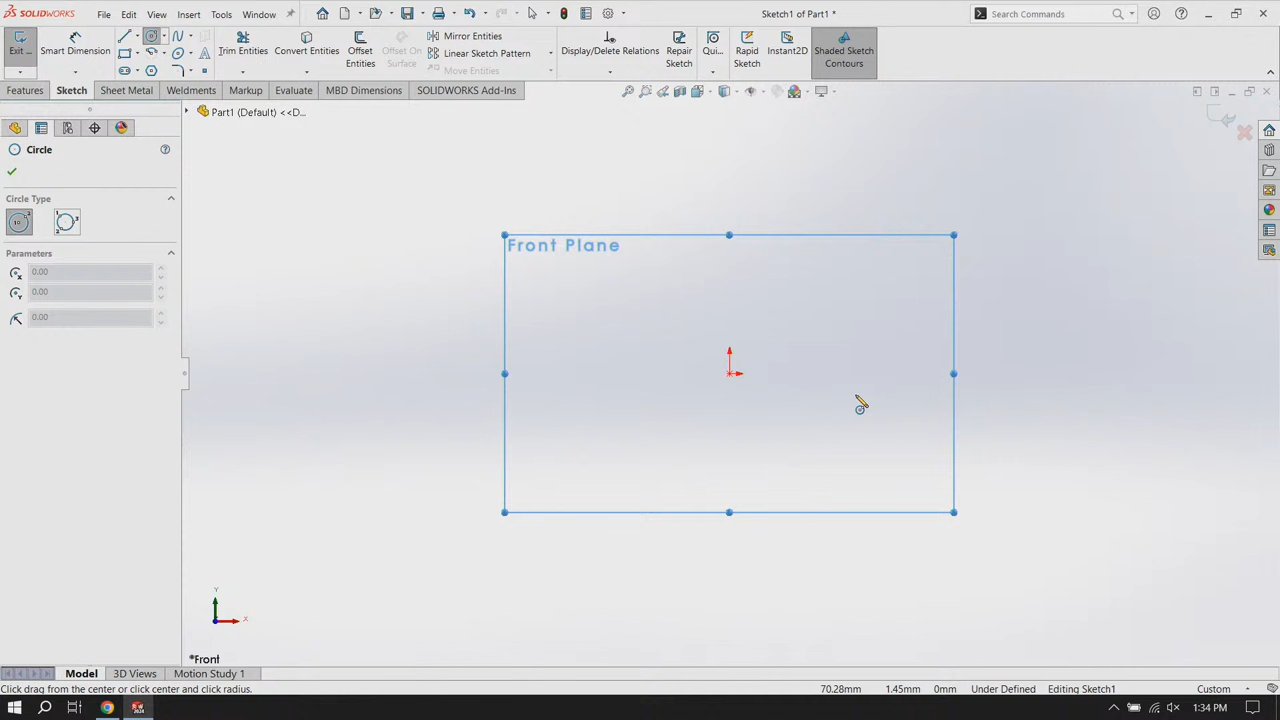 SOLIDWORKS File Edit View Insert Tools Window Sketch1 of Part1 * Search Commands
Exit ... Smart Dimension Trim Entities Convert Entities Offset Entities Offset On Surface Mirror Entities Linear Sketch Pattern Move Entities Display/Delete Relations Repair Sketch Qui... Rapid Sketch Instant2D Shaded Sketch Contours
Features Sketch Sheet Metal Weldments Markup Evaluate MBD Dimensions SOLIDWORKS Add-Ins
Part1 (Default) <<D...
Circle
Circle Type
Parameters
0.00
0.00
0.00
Front Plane
Y
X
*Front
Model 3D Views Motion Study 1
Click drag from the center or click center and click radius. 70.28mm 1.45mm 0mm Under Defined Editing Sketch1 Custom
1:34 PM